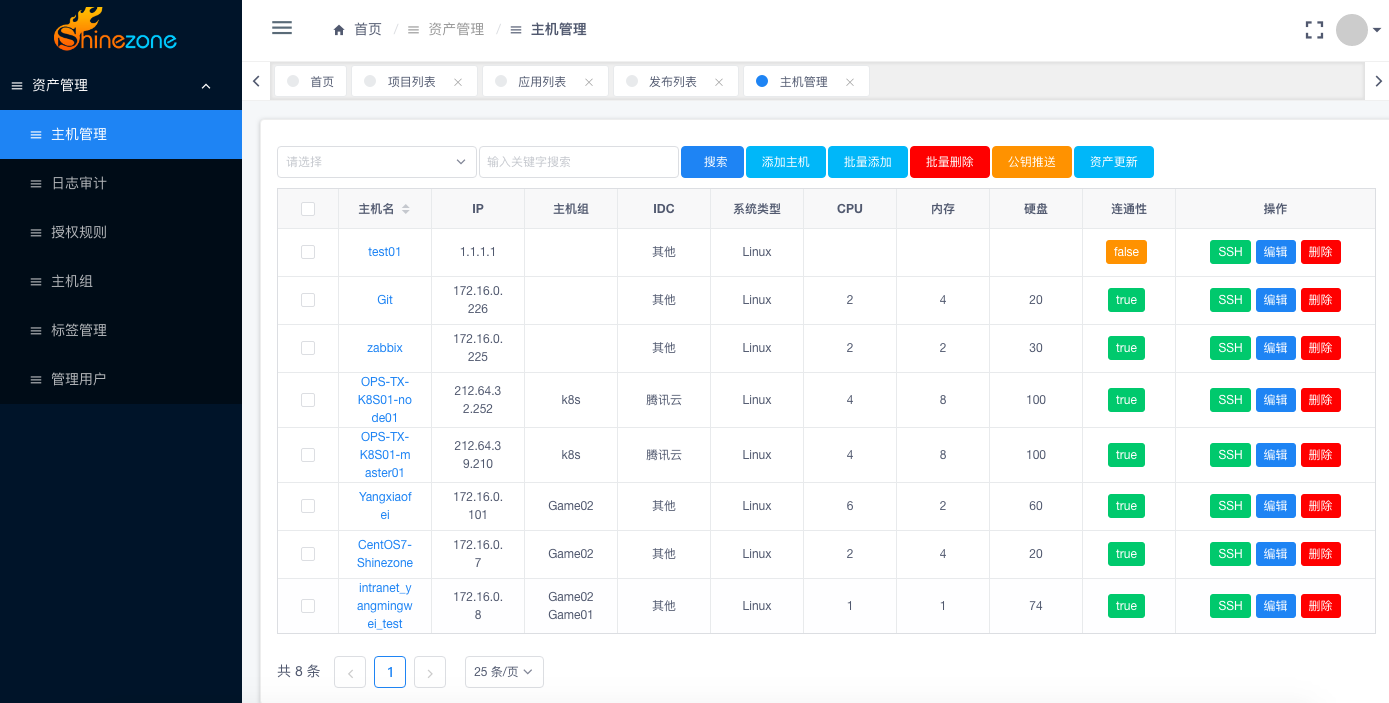 Shinezone
首页 / 资产管理 / 主机管理
首页 项目列表 应用列表 发布列表 主机管理
资产管理
主机管理
日志审计
授权规则
主机组
标签管理
管理用户
请选择 输入关键字搜索 搜索 添加主机 批量添加 批量删除 公钥推送 资产更新
主机名 IP 主机组 IDC 系统类型 CPU 内存 硬盘 连通性 操作
test01 1.1.1.1 其他 Linux false SSH 编辑 删除
Git
172.16.0.
226
其他 Linux 2 4 20 true SSH 编辑 删除
zabbix
172.16.0.
225
其他 Linux 2 2 30 true SSH 编辑 删除
OPS-TX-
K8S01-no
de01
212.64.3
2.252
k8s 腾讯云 Linux 4 8 100 true SSH 编辑 删除
OPS-TX-
K8S01-m
aster01
212.64.3
9.210
k8s 腾讯云 Linux 4 8 100 true SSH 编辑 删除
Yangxiaof
ei
172.16.0.
101
Game02 其他 Linux 6 2 60 true SSH 编辑 删除
CentOS7-
Shinezone
172.16.0.
7
Game02 其他 Linux 2 4 20 true SSH 编辑 删除
intranet_y
angmingw
ei_test
172.16.0.
8
Game02
Game01
其他 Linux 1 1 74 true SSH 编辑 删除
共 8 条 1 25 条/页